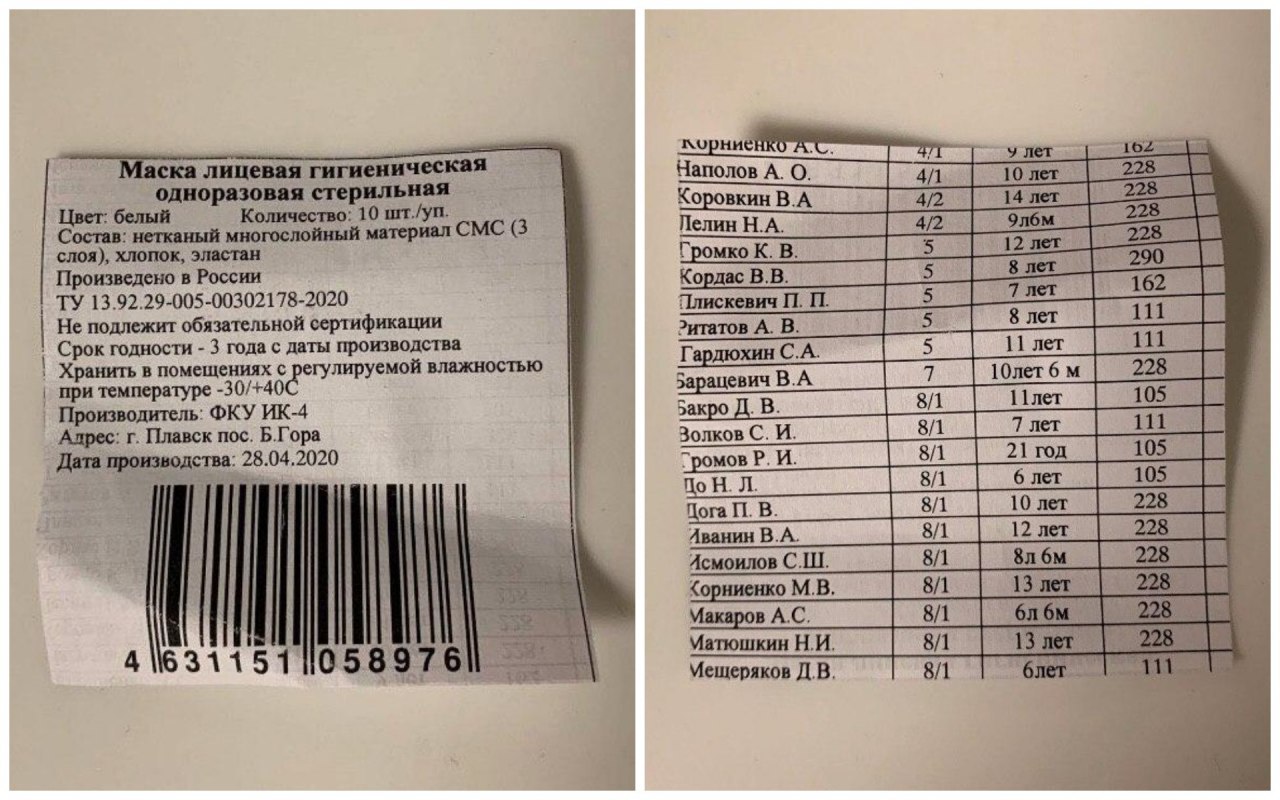 Маска лицевая гигиеническая
одноразовая стерильная
Цвет: белый Количество: 10 шт./уп.
Состав: нетканый многослойный материал СМС (3
слоя), хлопок, эластан
Произведено в России
ТУ 13.92.29-005-00302178-2020
Не подлежит обязательной сертификации
Срок годности - 3 года с даты производства
Хранить в помещениях с регулируемой влажностью
при температуре -30/+40С
Производитель: ФКУ ИК-4
Адрес: г. Плавск пос. Б.Гора
Дата производства: 28.04.2020
4 631151 058976
Корниенко А.С. 4/1 9 лет 162
Наполов А. О. 4/1 10 лет 228
Коровкин В.А 4/2 14 лет 228
Лелин Н.А. 4/2 9л6м 228
Громко К. В. 5 12 лет 228
Кордас В.В. 5 8 лет 290
Плискевич П. П. 5 7 лет 162
Ритатов А. В. 5 8 лет 111
Гардюхин С.А. 5 11 лет 111
Барацевич В.А 7 10лет 6 м 228
Бакро Д. В. 8/1 11лет 105
Волков С. И. 8/1 7 лет 111
Громов Р. И. 8/1 21 год 105
До Н. Л. 8/1 6 лет 105
Дога П. В. 8/1 10 лет 228
Иванин В.А. 8/1 12 лет 228
Исмоилов С.Ш. 8/1 8л 6м 228
Корниенко М.В. 8/1 13 лет 228
Макаров А.С. 8/1 6л 6м 228
Матюшкин Н.И. 8/1 13 лет 228
Мещеряков Д.В. 8/1 6лет 111